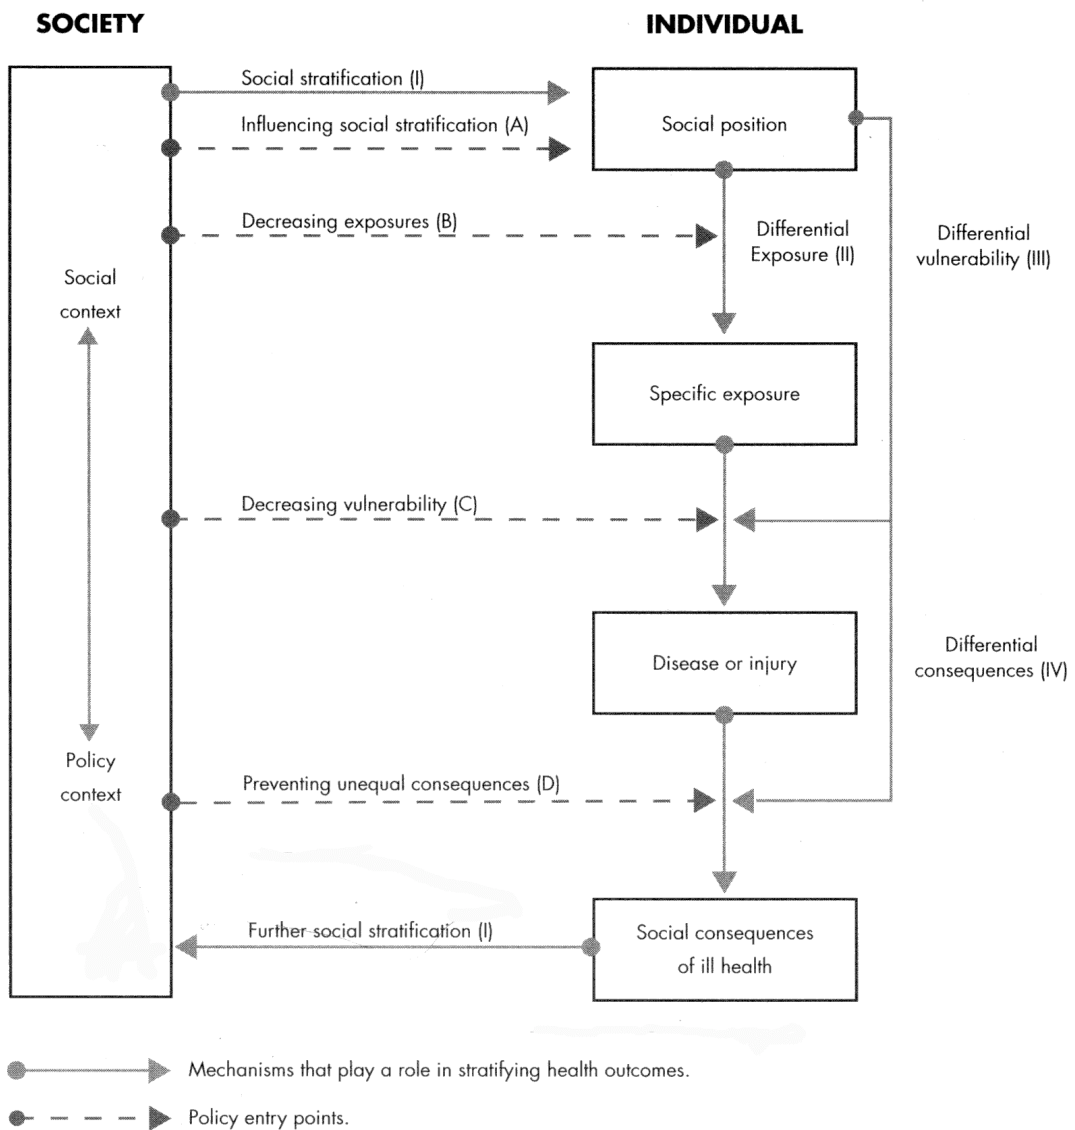 SOCIETY
INDIVIDUAL
Social stratification (I)
Influencing social stratification (A)
Social position
Decreasing exposures (B)
Differential
Exposure (II)
Differential
vulnerability (III)
Social
context
Specific exposure
Decreasing vulnerability (C)
Disease or injury
Differential
consequences (IV)
Policy
context
Preventing unequal consequences (D)
Further social stratification (I)
Social consequences
of ill health
Mechanisms that play a role in stratifying health outcomes.
Policy entry points.